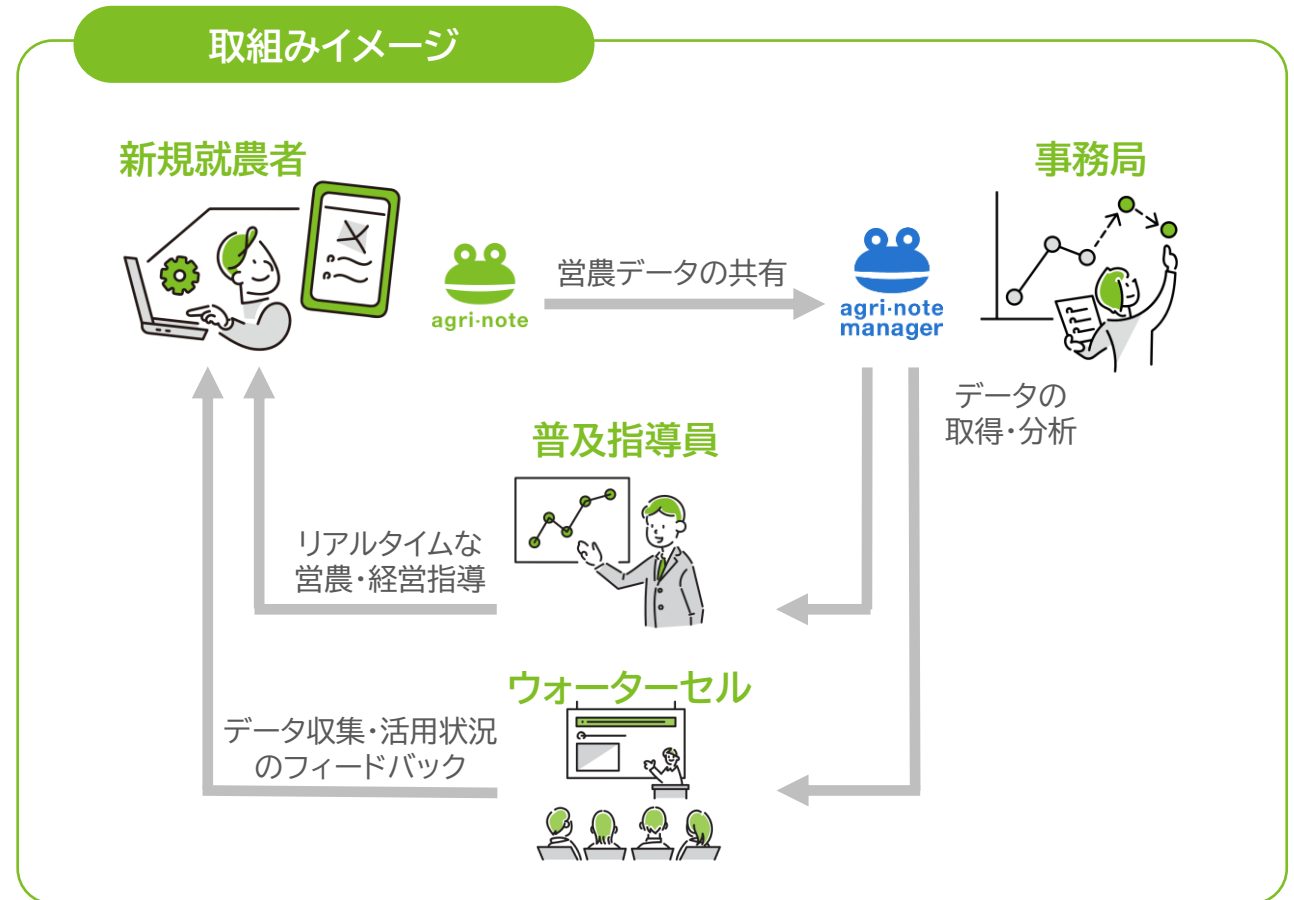 取組みイメージ
新規就農者
事務局
agri-note
営農データの共有
agri-note
manager
データの
取得・分析
普及指導員
リアルタイムな
営農・経営指導
ウォーターセル
データ収集・活用状況
のフィードバック